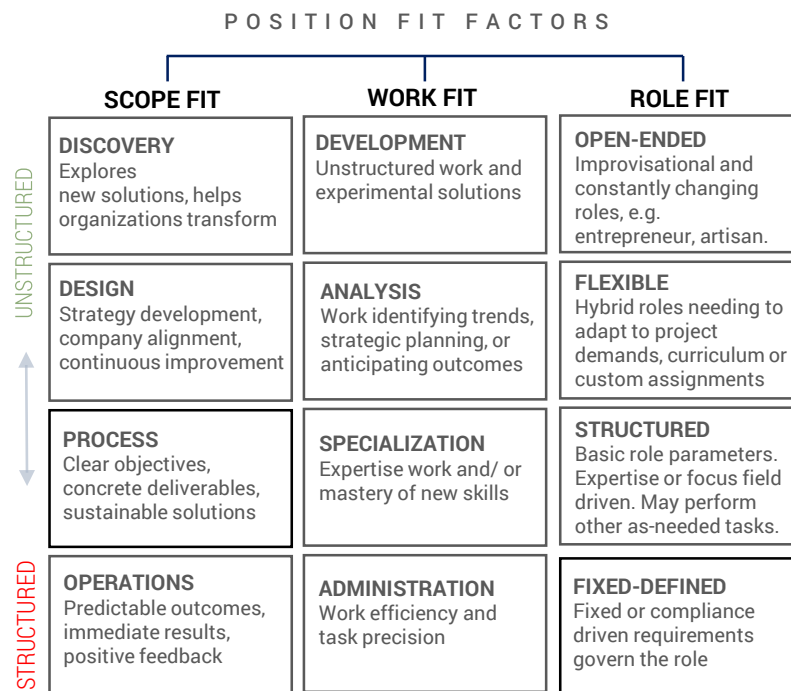 POSITION FIT FACTORS
SCOPE FIT
WORK FIT
ROLE FIT
UNSTRUCTURED
STRUCTURED
DISCOVERY
Explores
new solutions, helps
organizations transform
DEVELOPMENT
Unstructured work and
experimental solutions
OPEN-ENDED
Improvisational and
constantly changing
roles, e.g.
entrepreneur, artisan.
DESIGN
Strategy development,
company alignment,
continuous improvement
ANALYSIS
Work identifying trends,
strategic planning, or
anticipating outcomes
FLEXIBLE
Hybrid roles needing to
adapt to project
demands, curriculum or
custom assignments
PROCESS
Clear objectives,
concrete deliverables,
sustainable solutions
SPECIALIZATION
Expertise work and/ or
mastery of new skills
STRUCTURED
Basic role parameters.
Expertise or focus field
driven. May perform
other as-needed tasks.
OPERATIONS
Predictable outcomes,
immediate results,
positive feedback
ADMINISTRATION
Work efficiency and
task precision
FIXED-DEFINED
Fixed or compliance
driven requirements
govern the role